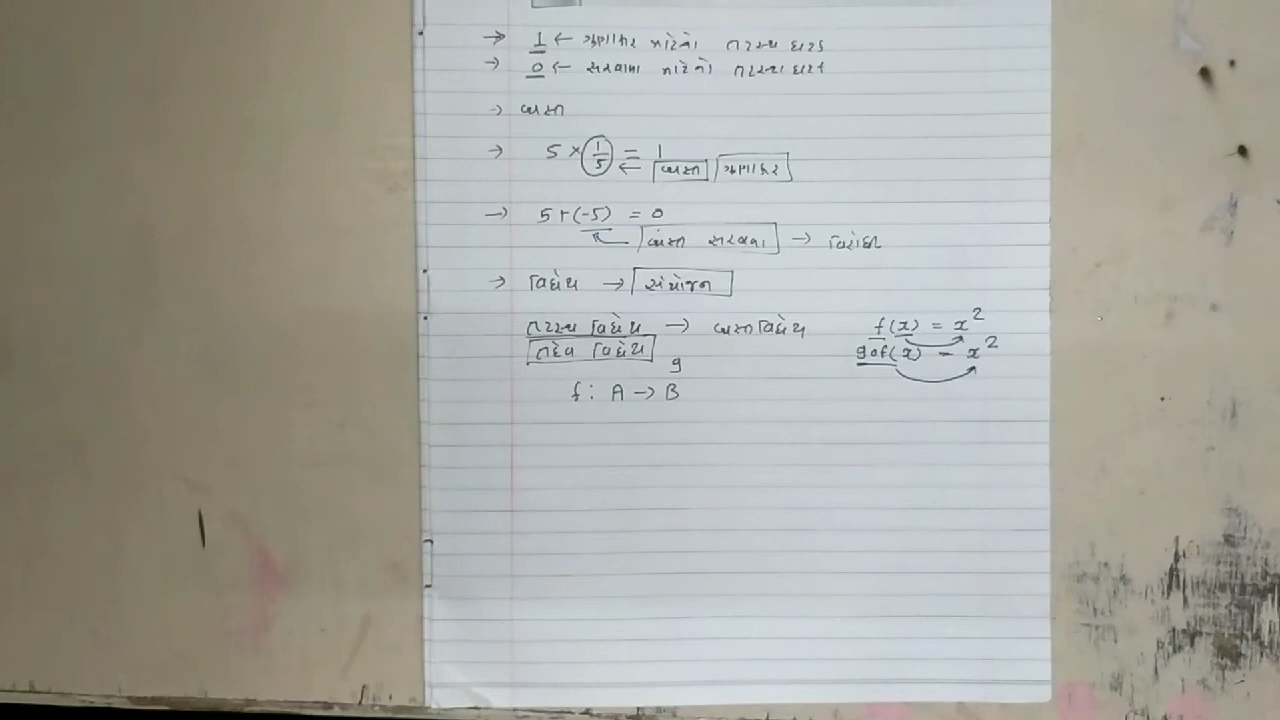 → 1 ← ગુણાકાર માટેનો તટસ્થ ઘટક
→ 0 ← સરવાળા માટેનો તટસ્થ ઘટક
→ વ્યસ્ત
→ 5 × 1/5 = 1
← વ્યસ્ત ગુણાકાર
→ 5 + (-5) = 0
વ્યસ્ત સરવાળા → વિરોધી
→ વિધેય → સંયોજન
તટસ્થ વિધેય → વ્યસ્ત વિધેય f(x) = x²
તદેવ વિધેય gof(x) = x²
g
f : A → B